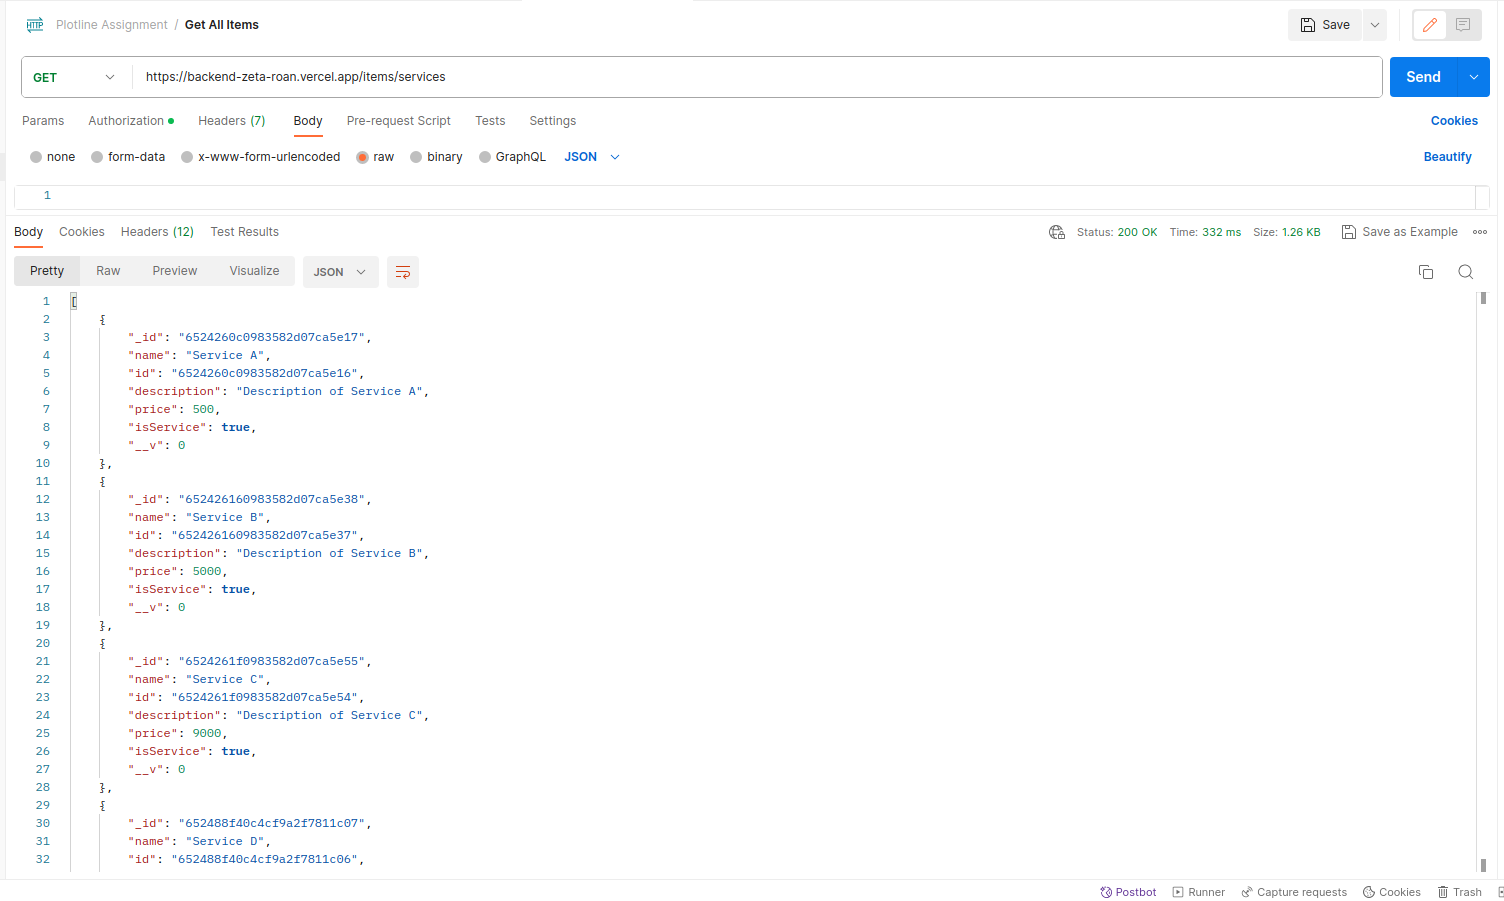 HTTP Plotline Assignment / Get All Items Save
GET https://backend-zeta-roan.vercel.app/items/services Send
Params Authorization Headers (7) Body Pre-request Script Tests Settings Cookies
none form-data x-www-form-urlencoded raw binary GraphQL JSON Beautify
1
Body Cookies Headers (12) Test Results Status: 200 OK Time: 332 ms Size: 1.26 KB Save as Example
Pretty Raw Preview Visualize JSON
1 [
2 {
3 "_id": "6524260c0983582d07ca5e17",
4 "name": "Service A",
5 "id": "6524260c0983582d07ca5e16",
6 "description": "Description of Service A",
7 "price": 500,
8 "isService": true,
9 "__v": 0
10 },
11 {
12 "_id": "652426160983582d07ca5e38",
13 "name": "Service B",
14 "id": "652426160983582d07ca5e37",
15 "description": "Description of Service B",
16 "price": 5000,
17 "isService": true,
18 "__v": 0
19 },
20 {
21 "_id": "6524261f0983582d07ca5e55",
22 "name": "Service C",
23 "id": "6524261f0983582d07ca5e54",
24 "description": "Description of Service C",
25 "price": 9000,
26 "isService": true,
27 "__v": 0
28 },
29 {
30 "_id": "652488f40c4cf9a2f7811c07",
31 "name": "Service D",
32 "id": "652488f40c4cf9a2f7811c06",
Postbot Runner Capture requests Cookies Trash